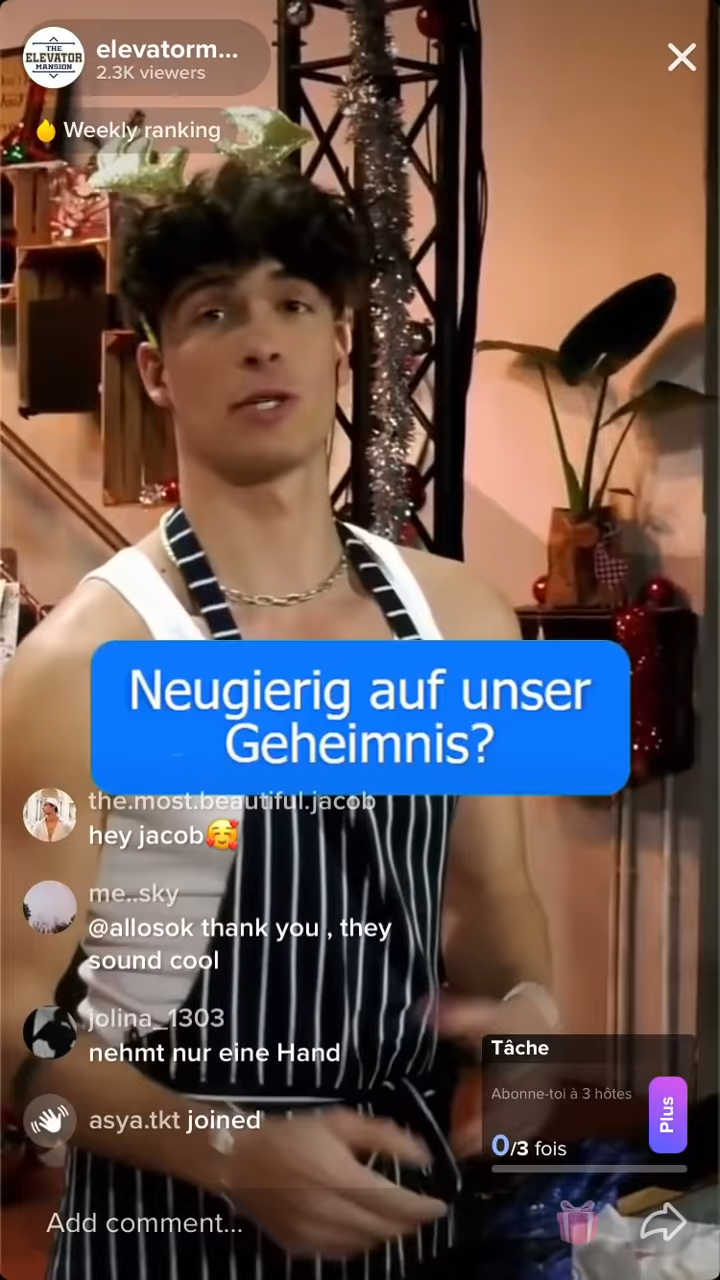 THE
ELEVATOR
MANSION
elevatorm...
2.3K viewers
Weekly ranking
Neugierig auf unser
Geheimnis?
the.most.beautiful.jacob
hey jacob🥰
me..sky
@allosok thank you , they
sound cool
jolina_1303
nehmt nur eine Hand
asya.tkt joined
Tâche
Abonne-toi à 3 hôtes
0/3 fois
Plus
Add comment...